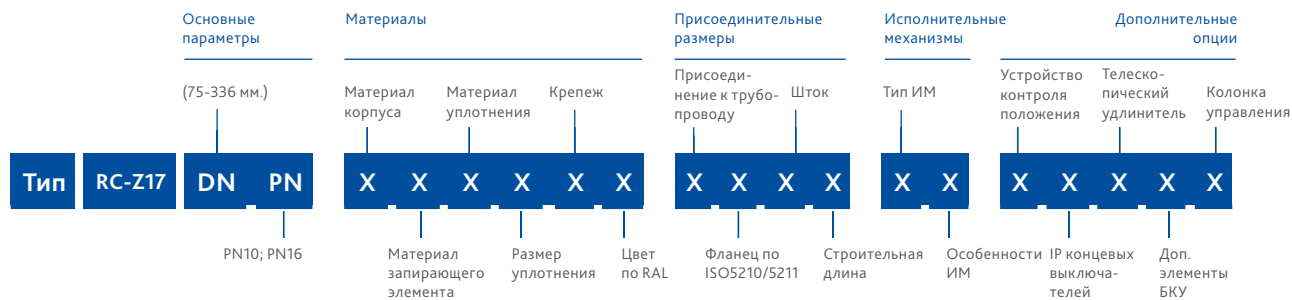 Основные
параметры
Материалы
Присоединительные
размеры
Исполнительные
механизмы
Дополнительные
опции
(75-336 мм.)
Материал
корпуса
Материал
уплотнения
Крепеж
Присоеди-
нение к трубо-
проводу
Шток
Тип ИМ
Устройство
контроля
положения
Телеско-
пический
удлинитель
Колонка
управления
Тип RC-Z17 DN PN X X X X X X X X X X X X X X X X X
PN10; PN16
Материал
запирающего
элемента
Размер
уплотнения
Цвет
по RAL
Фланец по
ISO5210/5211
Строительная
длина
Особенности
ИМ
IP концевых
выключа-
телей
Доп.
элементы
БКУ